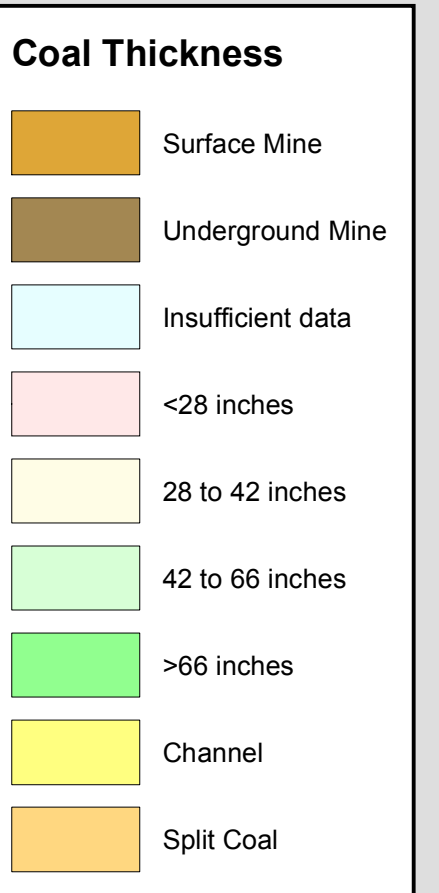 Coal Thickness
Surface Mine
Underground Mine
Insufficient data
<28 inches
28 to 42 inches
42 to 66 inches
>66 inches
Channel
Split Coal